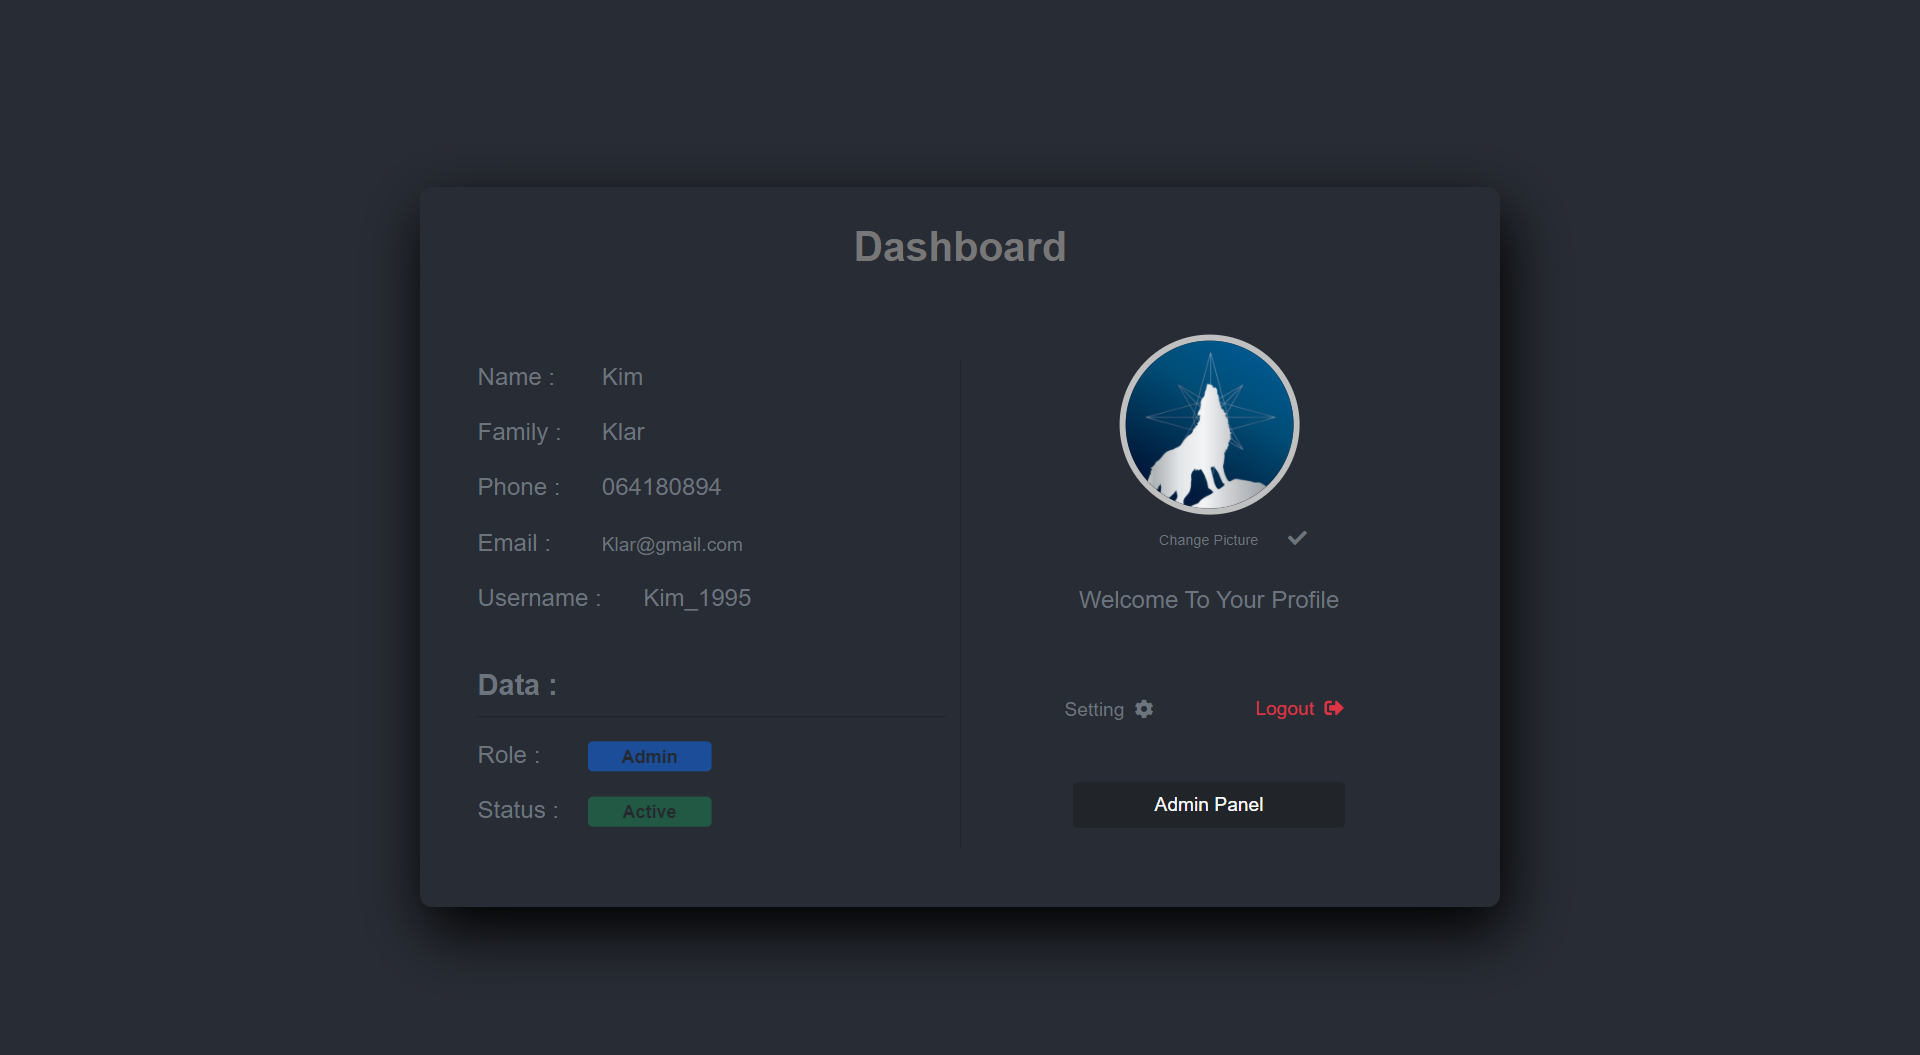 Dashboard
Name : Kim
Family : Klar
Phone : 064180894
Email : Klar@gmail.com
Username : Kim_1995
Data :
Role : Admin
Status : Active
Change Picture
Welcome To Your Profile
Setting
Logout
Admin Panel